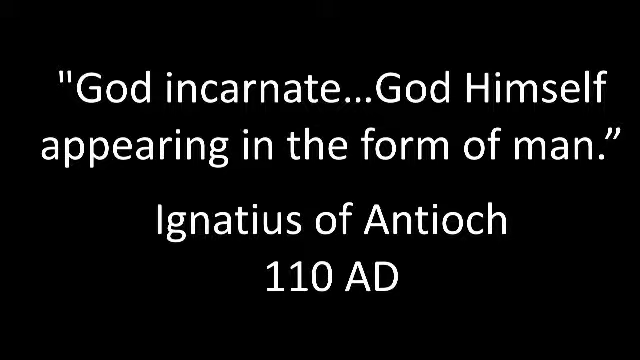 "God incarnate…God Himself
appearing in the form of man.”
Ignatius of Antioch
110 AD